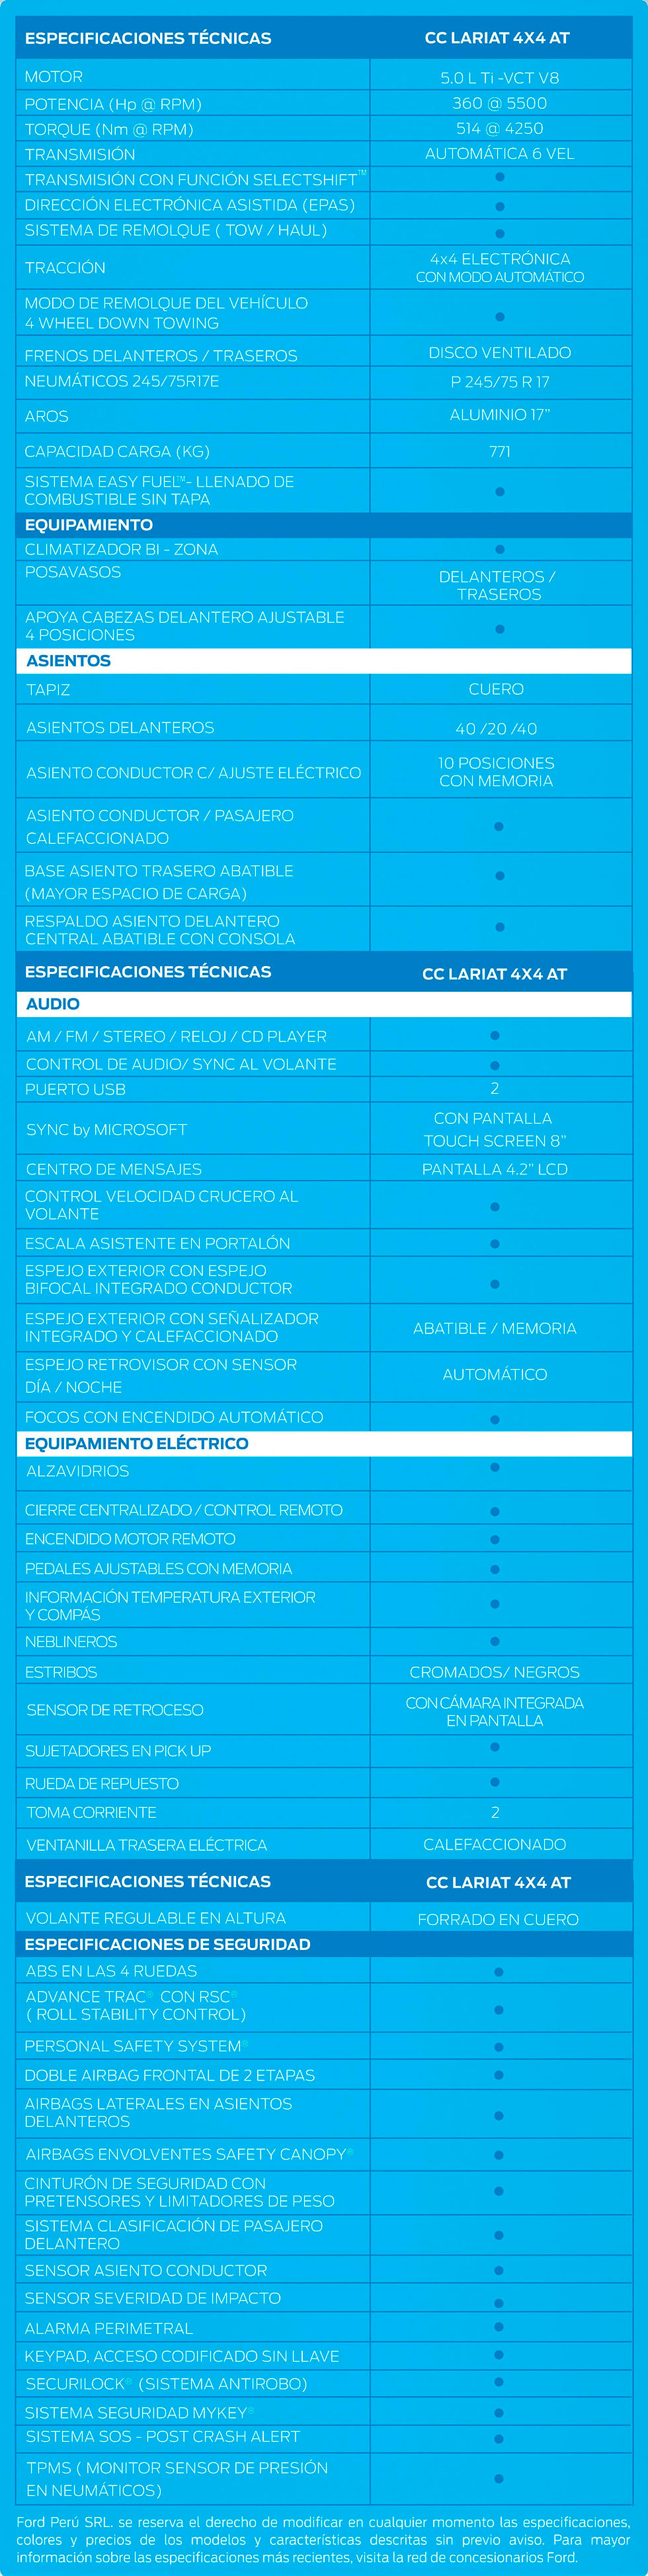 ESPECIFICACIONES TÉCNICAS CC LARIAT 4X4 AT
MOTOR 5.0 L Ti -VCT V8
POTENCIA (Hp @ RPM) 360 @ 5500
TORQUE (Nm @ RPM) 514 @ 4250
TRANSMISIÓN AUTOMÁTICA 6 VEL
TRANSMISIÓN CON FUNCIÓN SELECTSHIFT™ •
DIRECCIÓN ELECTRÓNICA ASISTIDA (EPAS) •
SISTEMA DE REMOLQUE ( TOW / HAUL) •
TRACCIÓN 4x4 ELECTRÓNICA
CON MODO AUTOMÁTICO
MODO DE REMOLQUE DEL VEHÍCULO
4 WHEEL DOWN TOWING •
FRENOS DELANTEROS / TRASEROS DISCO VENTILADO
NEUMÁTICOS 245/75R17E P 245/75 R 17
AROS ALUMINIO 17”
CAPACIDAD CARGA (KG) 771
SISTEMA EASY FUEL™- LLENADO DE
COMBUSTIBLE SIN TAPA •
EQUIPAMIENTO
CLIMATIZADOR BI - ZONA •
POSAVASOS DELANTEROS /
TRASEROS
APOYA CABEZAS DELANTERO AJUSTABLE
4 POSICIONES •
ASIENTOS
TAPIZ CUERO
ASIENTOS DELANTEROS 40 /20 /40
ASIENTO CONDUCTOR C/ AJUSTE ELÉCTRICO 10 POSICIONES
CON MEMORIA
ASIENTO CONDUCTOR / PASAJERO
CALEFACCIONADO •
BASE ASIENTO TRASERO ABATIBLE
(MAYOR ESPACIO DE CARGA) •
RESPALDO ASIENTO DELANTERO
CENTRAL ABATIBLE CON CONSOLA •
ESPECIFICACIONES TÉCNICAS CC LARIAT 4X4 AT
AUDIO
AM / FM / STEREO / RELOJ / CD PLAYER •
CONTROL DE AUDIO/ SYNC AL VOLANTE •
PUERTO USB 2
SYNC by MICROSOFT CON PANTALLA
TOUCH SCREEN 8”
CENTRO DE MENSAJES PANTALLA 4.2” LCD
CONTROL VELOCIDAD CRUCERO AL
VOLANTE •
ESCALA ASISTENTE EN PORTALÓN •
ESPEJO EXTERIOR CON ESPEJO
BIFOCAL INTEGRADO CONDUCTOR •
ESPEJO EXTERIOR CON SEÑALIZADOR
INTEGRADO Y CALEFACCIONADO ABATIBLE / MEMORIA
ESPEJO RETROVISOR CON SENSOR
DÍA / NOCHE AUTOMÁTICO
FOCOS CON ENCENDIDO AUTOMÁTICO •
EQUIPAMIENTO ELÉCTRICO
ALZAVIDRIOS •
CIERRE CENTRALIZADO / CONTROL REMOTO •
ENCENDIDO MOTOR REMOTO •
PEDALES AJUSTABLES CON MEMORIA •
INFORMACIÓN TEMPERATURA EXTERIOR
Y COMPÁS •
NEBLINEROS •
ESTRIBOS CROMADOS/ NEGROS
SENSOR DE RETROCESO CON CÁMARA INTEGRADA
EN PANTALLA
SUJETADORES EN PICK UP •
RUEDA DE REPUESTO •
TOMA CORRIENTE 2
VENTANILLA TRASERA ELÉCTRICA CALEFACCIONADO
ESPECIFICACIONES TÉCNICAS CC LARIAT 4X4 AT
VOLANTE REGULABLE EN ALTURA FORRADO EN CUERO
ESPECIFICACIONES DE SEGURIDAD
ABS EN LAS 4 RUEDAS •
ADVANCE TRAC® CON RSC®
( ROLL STABILITY CONTROL) •
PERSONAL SAFETY SYSTEM® •
DOBLE AIRBAG FRONTAL DE 2 ETAPAS •
AIRBAGS LATERALES EN ASIENTOS
DELANTEROS •
AIRBAGS ENVOLVENTES SAFETY CANOPY® •
CINTURÓN DE SEGURIDAD CON
PRETENSORES Y LIMITADORES DE PESO •
SISTEMA CLASIFICACIÓN DE PASAJERO
DELANTERO •
SENSOR ASIENTO CONDUCTOR •
SENSOR SEVERIDAD DE IMPACTO •
ALARMA PERIMETRAL •
KEYPAD, ACCESO CODIFICADO SIN LLAVE •
SECURILOCK® (SISTEMA ANTIROBO) •
SISTEMA SEGURIDAD MYKEY® •
SISTEMA SOS - POST CRASH ALERT •
TPMS ( MONITOR SENSOR DE PRESIÓN
EN NEUMÁTICOS) •
Ford Perú SRL. se reserva el derecho de modificar en cualquier momento las especificaciones,
colores y precios de los modelos y características descritas sin previo aviso. Para mayor
información sobre las especificaciones más recientes, visita la red de concesionarios Ford.